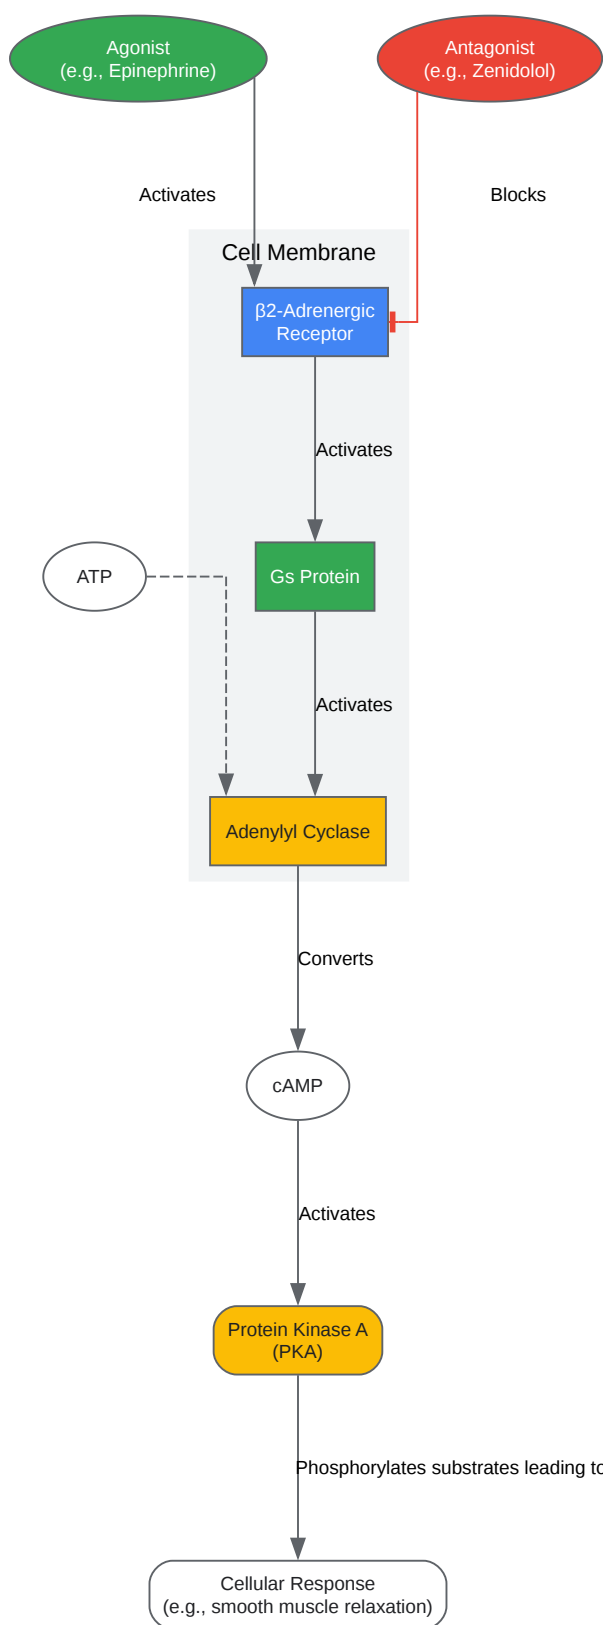 Agonist
(e.g., Epinephrine)
Antagonist
(e.g., Zenidolol)
Activates
Blocks
Cell Membrane
β2-Adrenergic
Receptor
Activates
ATP
Gs Protein
Activates
Adenylyl Cyclase
Converts
cAMP
Activates
Protein Kinase A
(PKA)
Phosphorylates substrates leading to
Cellular Response
(e.g., smooth muscle relaxation)